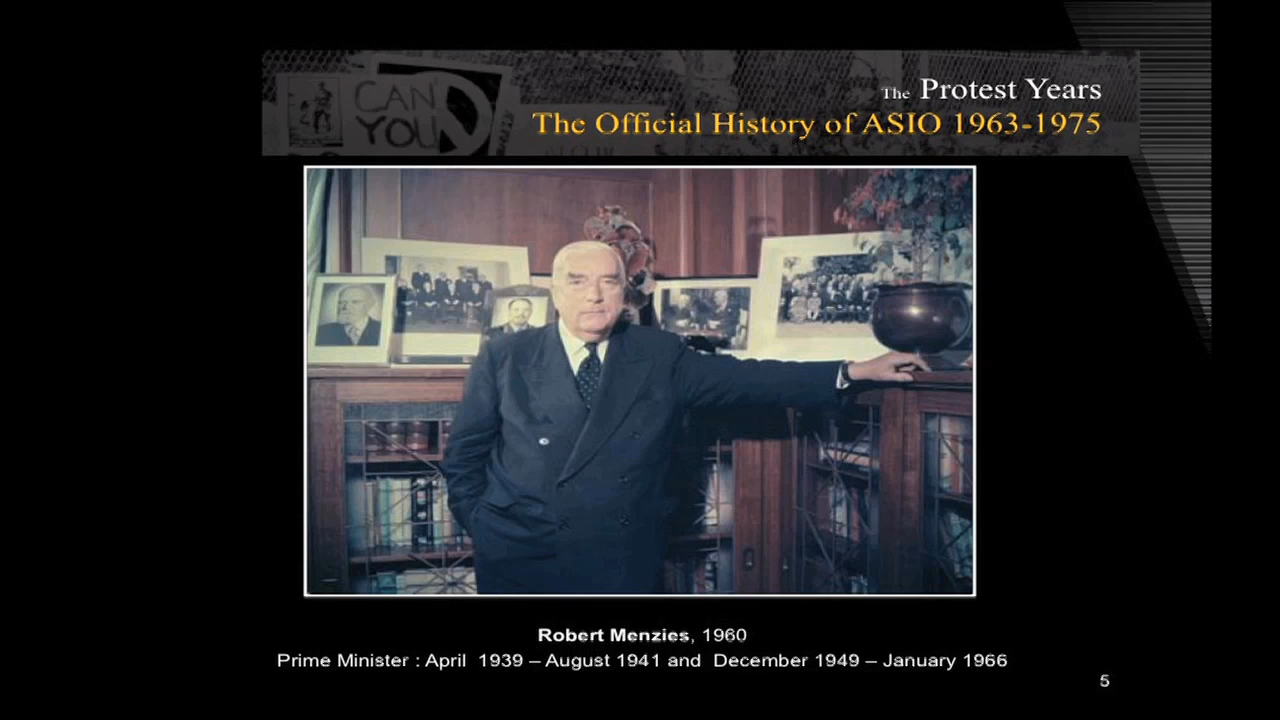 CAN
YOU
The Protest Years
The Official History of ASIO 1963-1975
Robert Menzies, 1960
Prime Minister : April 1939 – August 1941 and December 1949 – January 1966
5